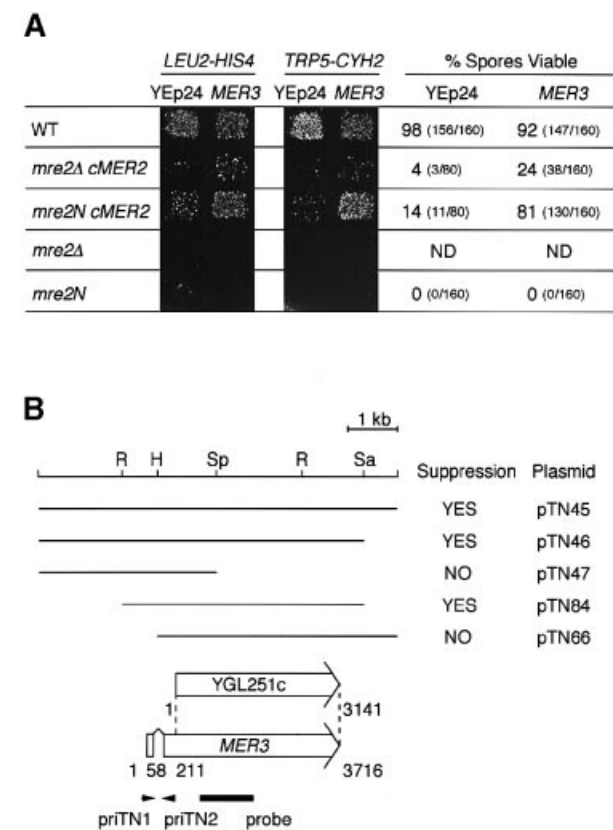 A
LEU2-HIS4 TRP5-CYH2 % Spores Viable
YEp24 MER3 YEp24 MER3 YEp24 MER3
WT 98 (156/160) 92 (147/160)
mre2Δ cMER2 4 (3/80) 24 (38/160)
mre2N cMER2 14 (11/80) 81 (130/160)
mre2Δ ND ND
mre2N 0 (0/160) 0 (0/160)
B
1 kb
R H Sp R Sa Suppression Plasmid
YES pTN45
YES pTN46
NO pTN47
YES pTN84
NO pTN66
YGL251c
1 3141
MER3
1 58 211 3716
priTN1 priTN2 probe